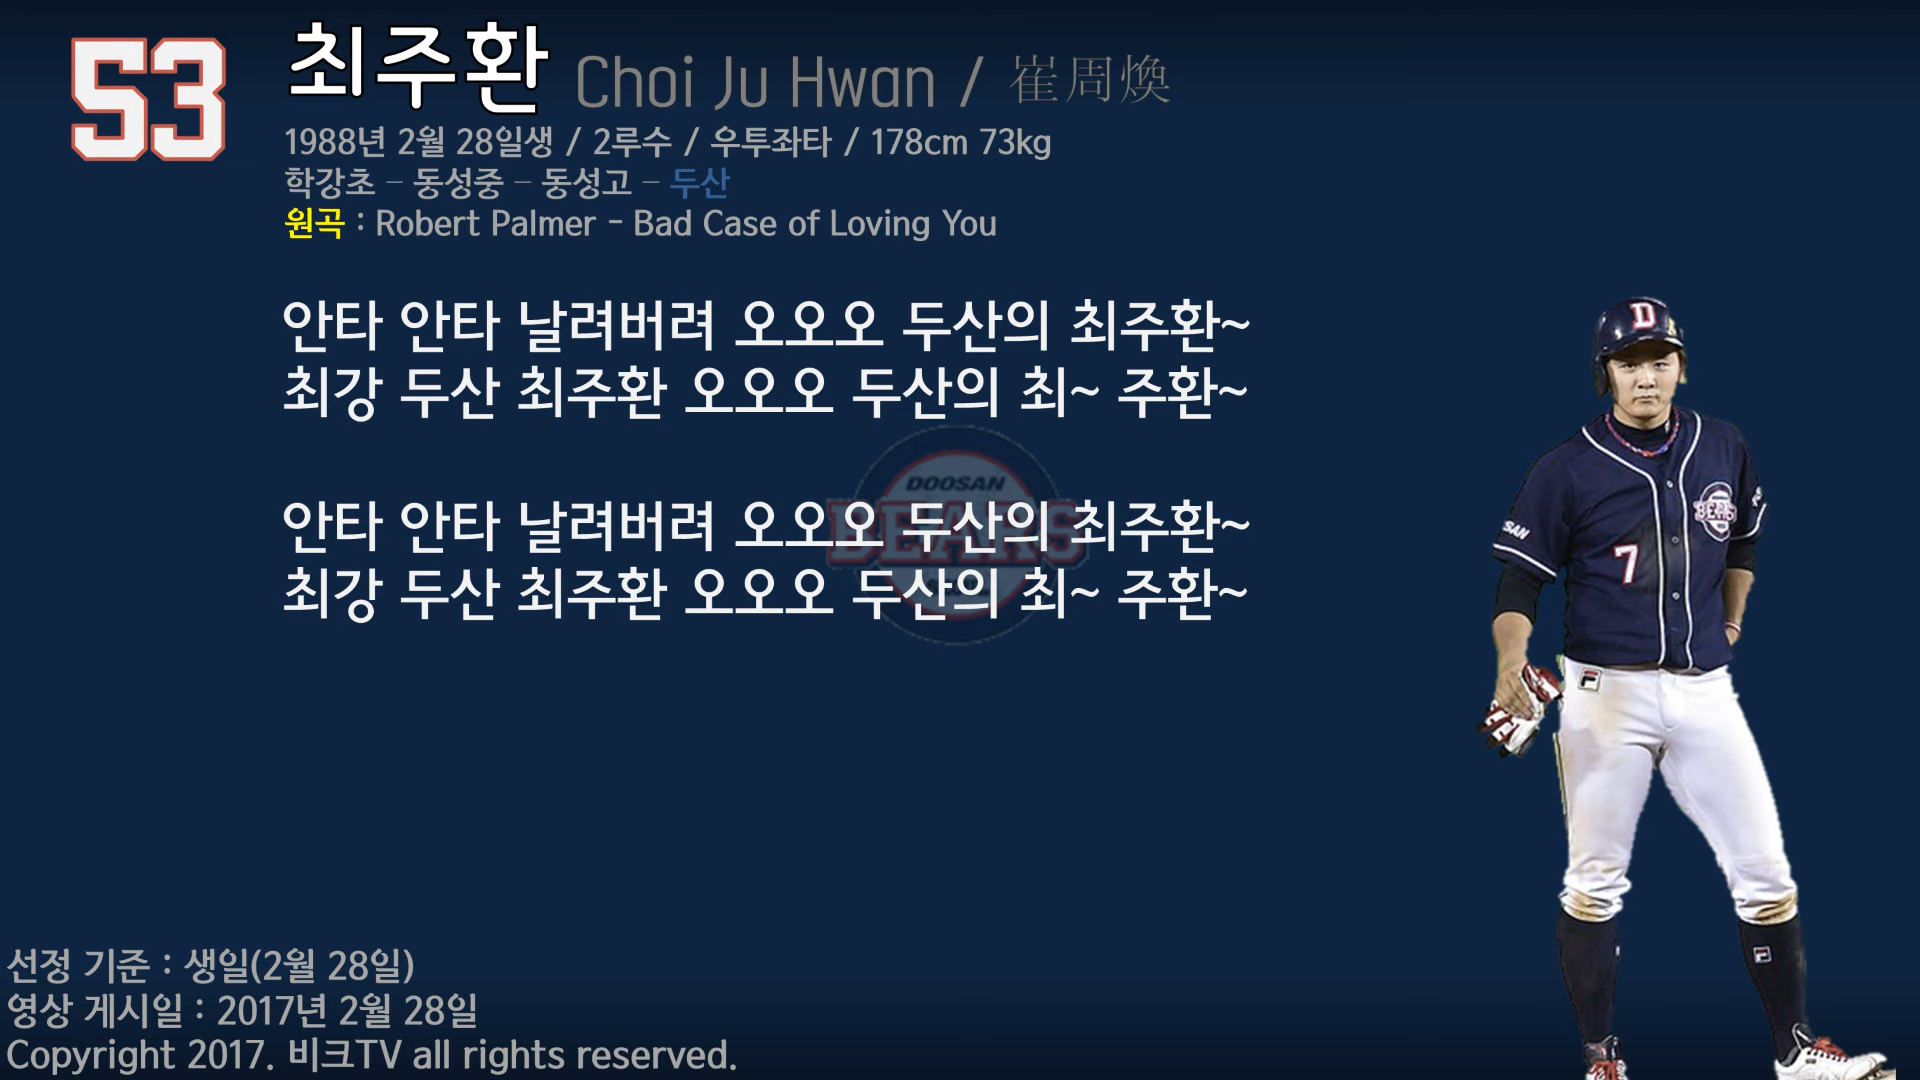 53
최주환 Choi Ju Hwan / 崔周煥
1988년 2월 28일생 / 2루수 / 우투좌타 / 178cm 73kg
학강초 – 동성중 – 동성고 – 두산
원곡 : Robert Palmer - Bad Case of Loving You
안타 안타 날려버려 오오오 두산의 최주환~
최강 두산 최주환 오오오 두산의 최~ 주환~
안타 안타 날려버려 오오오 두산의 최주환~
최강 두산 최주환 오오오 두산의 최~ 주환~
DOOSAN
BEARS
D
SAN
BEARS
7
선정 기준 : 생일(2월 28일)
영상 게시일 : 2017년 2월 28일
Copyright 2017. 비크TV all rights reserved.